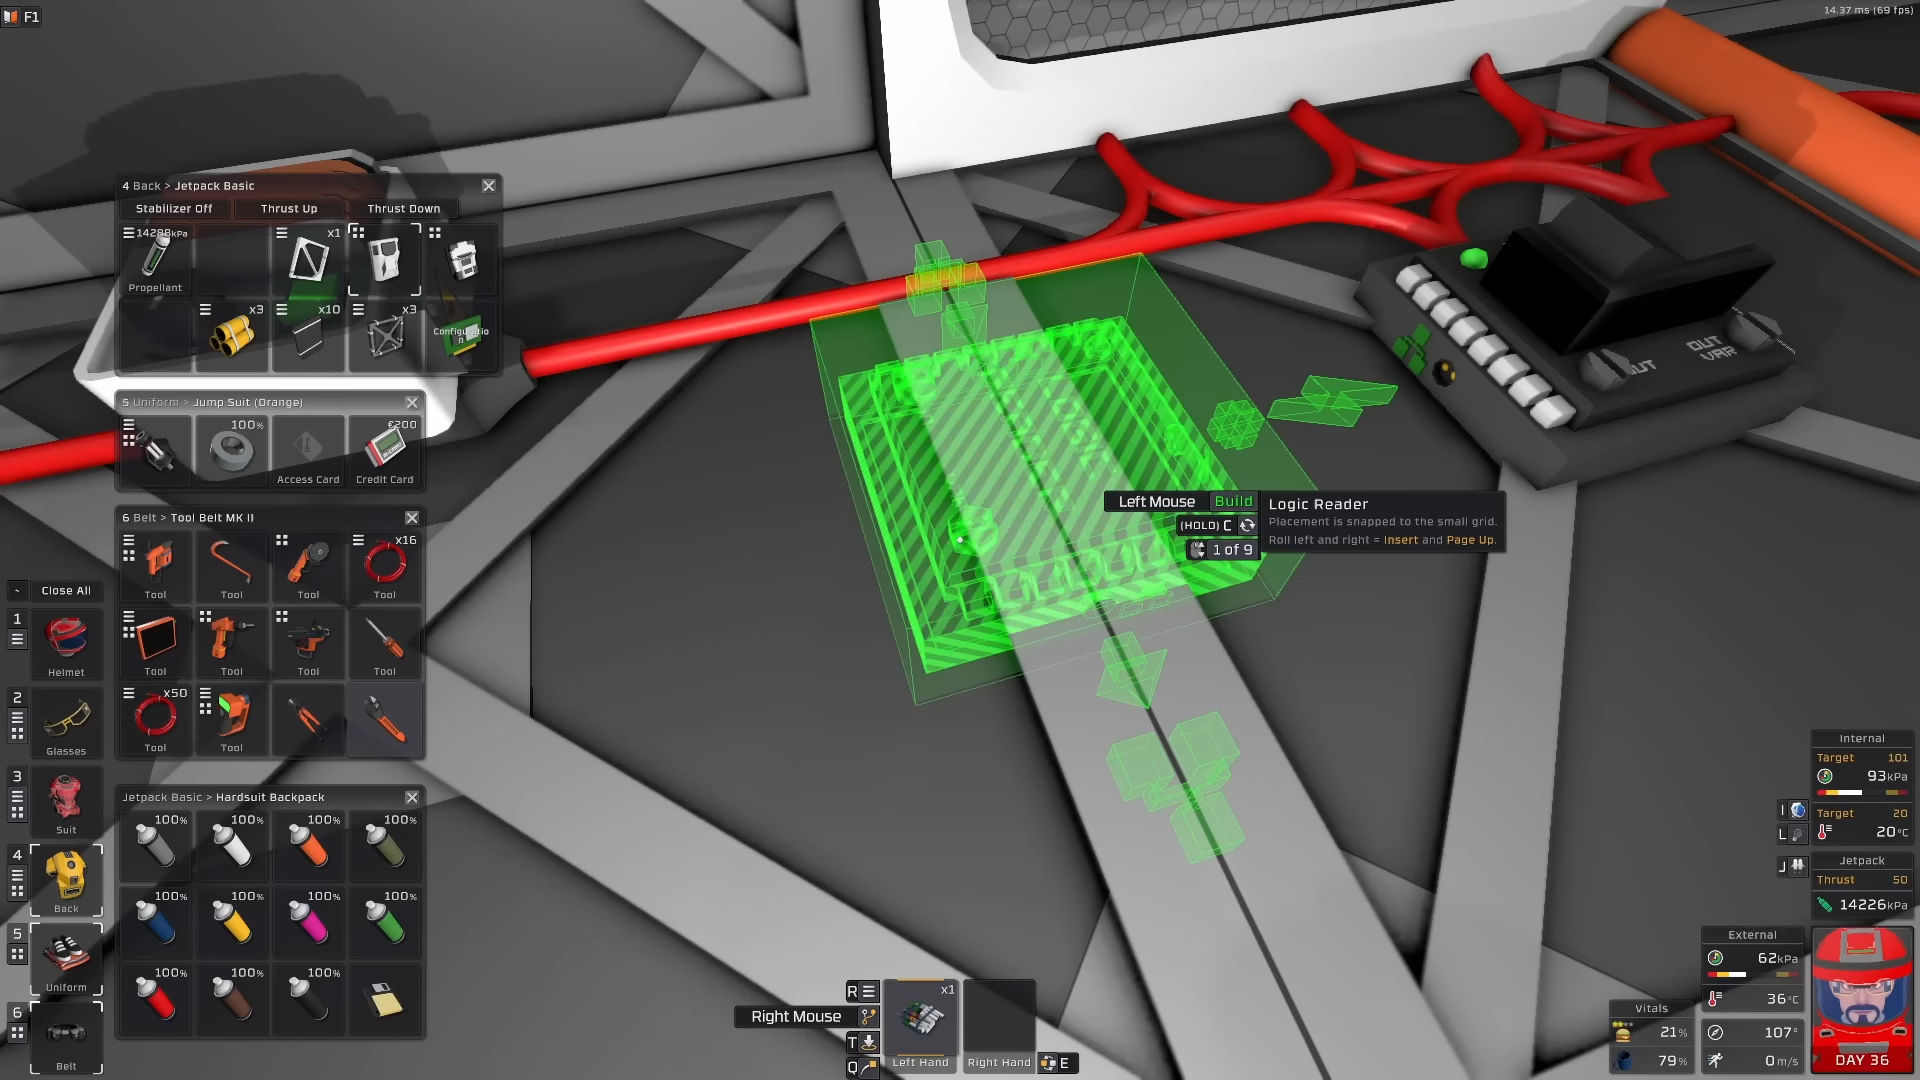 F1
14.37 ms (69 fps)
4 Back > Jetpack Basic
Stabilizer Off
Thrust Up
Thrust Down
14288kPa
x1
Propellant
x3
x10
x3
Configuration
5 Uniform > Jump Suit (Orange)
100%
€200
Access Card
Credit Card
6 Belt > Tool Belt MK II
x16
Tool
Tool
Tool
Tool
Tool
Tool
Tool
Tool
x50
Tool
Tool
Jetpack Basic > Hardsuit Backpack
100%
100%
100%
100%
100%
100%
100%
100%
100%
100%
100%
Close All
1
Helmet
2
Glasses
3
Suit
4
Back
5
Uniform
6
Belt
OUT
VAR
Left Mouse Build
(HOLD) C
1 of 9
Logic Reader
Placement is snapped to the small grid.
Roll left and right = Insert and Page Up.
R
Right Mouse
T
Q
x1
Left Hand
Right Hand
E
Internal
Target 101
93kPa
Target 20
20°C
I
L
J
Jetpack
Thrust 50
14226kPa
External
62kPa
36°C
107°
0m/s
Vitals
21%
79%
DAY 36